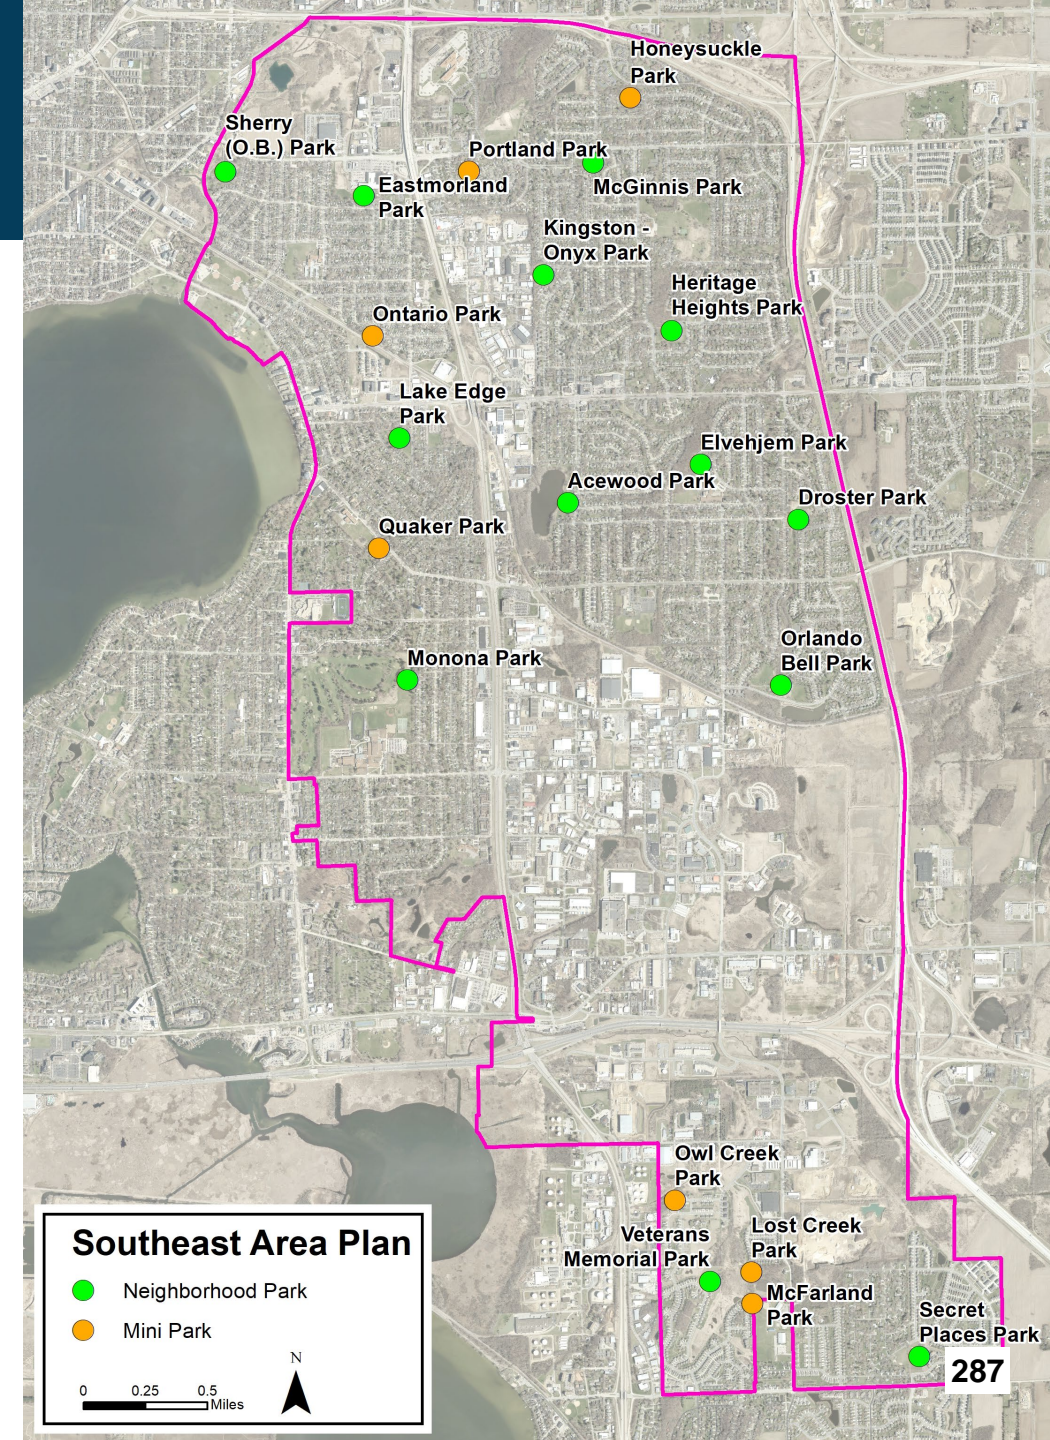 Honeysuckle
Park
Sherry
(O.B.) Park
Portland Park
Eastmorland
Park
McGinnis Park
Kingston -
Onyx Park
Heritage
Heights Park
Ontario Park
Lake Edge
Park
Elvehjem Park
Acewood Park
Droster Park
Quaker Park
Orlando
Bell Park
Monona Park
Owl Creek
Park
Veterans
Memorial Park
Lost Creek
Park
McFarland
Park
Secret
Places Park
287
Southeast Area Plan
Neighborhood Park
Mini Park
N
0 0.25 0.5
Miles